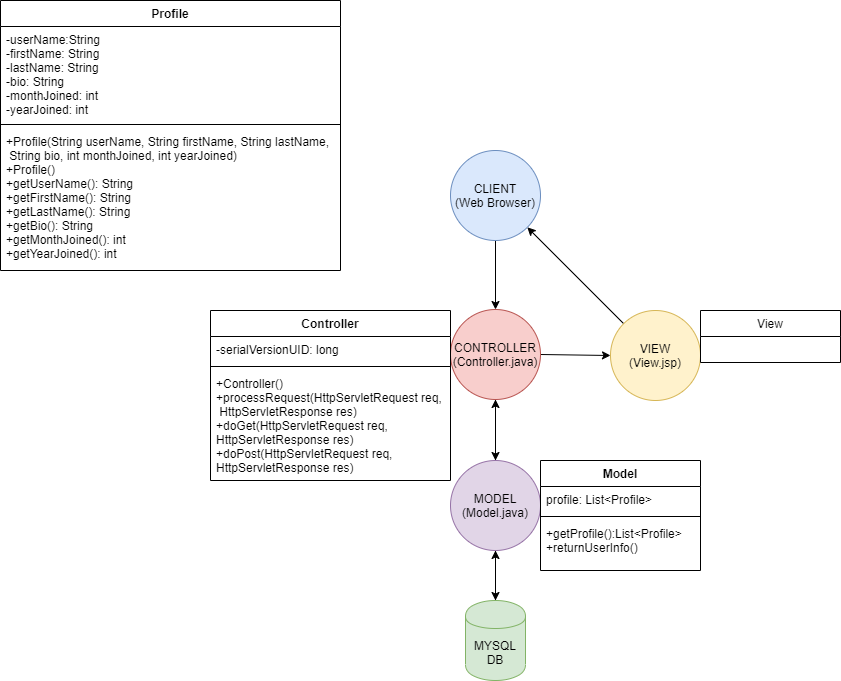 Profile
-userName:String
-firstName: String
-lastName: String
-bio: String
-monthJoined: int
-yearJoined: int
+Profile(String userName, String firstName, String lastName,
String bio, int monthJoined, int yearJoined)
+Profile()
+getUserName(): String
+getFirstName(): String
+getLastName(): String
+getBio(): String
+getMonthJoined(): int
+getYearJoined(): int
CLIENT
(Web Browser)
Controller
-serialVersionUID: long
+Controller()
+processRequest(HttpServletRequest req,
HttpServletResponse res)
+doGet(HttpServletRequest req,
HttpServletResponse res)
+doPost(HttpServletRequest req,
HttpServletResponse res)
CONTROLLER
(Controller.java)
VIEW
(View.jsp)
View
MODEL
(Model.java)
Model
profile: List<Profile>
+getProfile():List<Profile>
+returnUserInfo()
MYSQL
DB